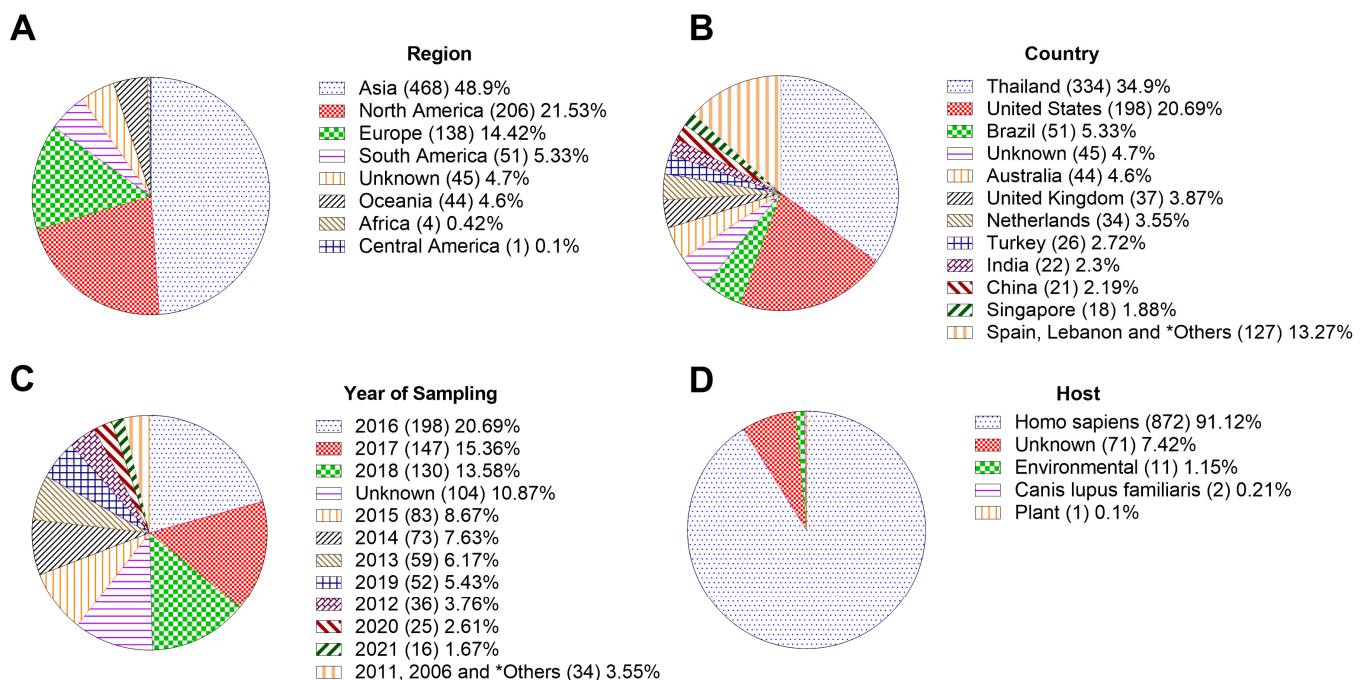 A
Region
Asia (468) 48.9%
North America (206) 21.53%
Europe (138) 14.42%
South America (51) 5.33%
Unknown (45) 4.7%
Oceania (44) 4.6%
Africa (4) 0.42%
Central America (1) 0.1%
B
Country
Thailand (334) 34.9%
United States (198) 20.69%
Brazil (51) 5.33%
Unknown (45) 4.7%
Australia (44) 4.6%
United Kingdom (37) 3.87%
Netherlands (34) 3.55%
Turkey (26) 2.72%
India (22) 2.3%
China (21) 2.19%
Singapore (18) 1.88%
Spain, Lebanon and *Others (127) 13.27%
C
Year of Sampling
2016 (198) 20.69%
2017 (147) 15.36%
2018 (130) 13.58%
Unknown (104) 10.87%
2015 (83) 8.67%
2014 (73) 7.63%
2013 (59) 6.17%
2019 (52) 5.43%
2012 (36) 3.76%
2020 (25) 2.61%
2021 (16) 1.67%
2011, 2006 and *Others (34) 3.55%
D
Host
Homo sapiens (872) 91.12%
Unknown (71) 7.42%
Environmental (11) 1.15%
Canis lupus familiaris (2) 0.21%
Plant (1) 0.1%